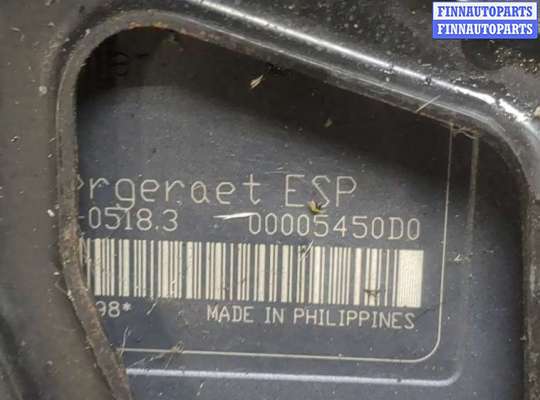 FINNAUTOPARTS
FINNAUTOPARTS
rgeraet ESP
-0518.3 00005450D0
98*
MADE IN PHILIPPINES